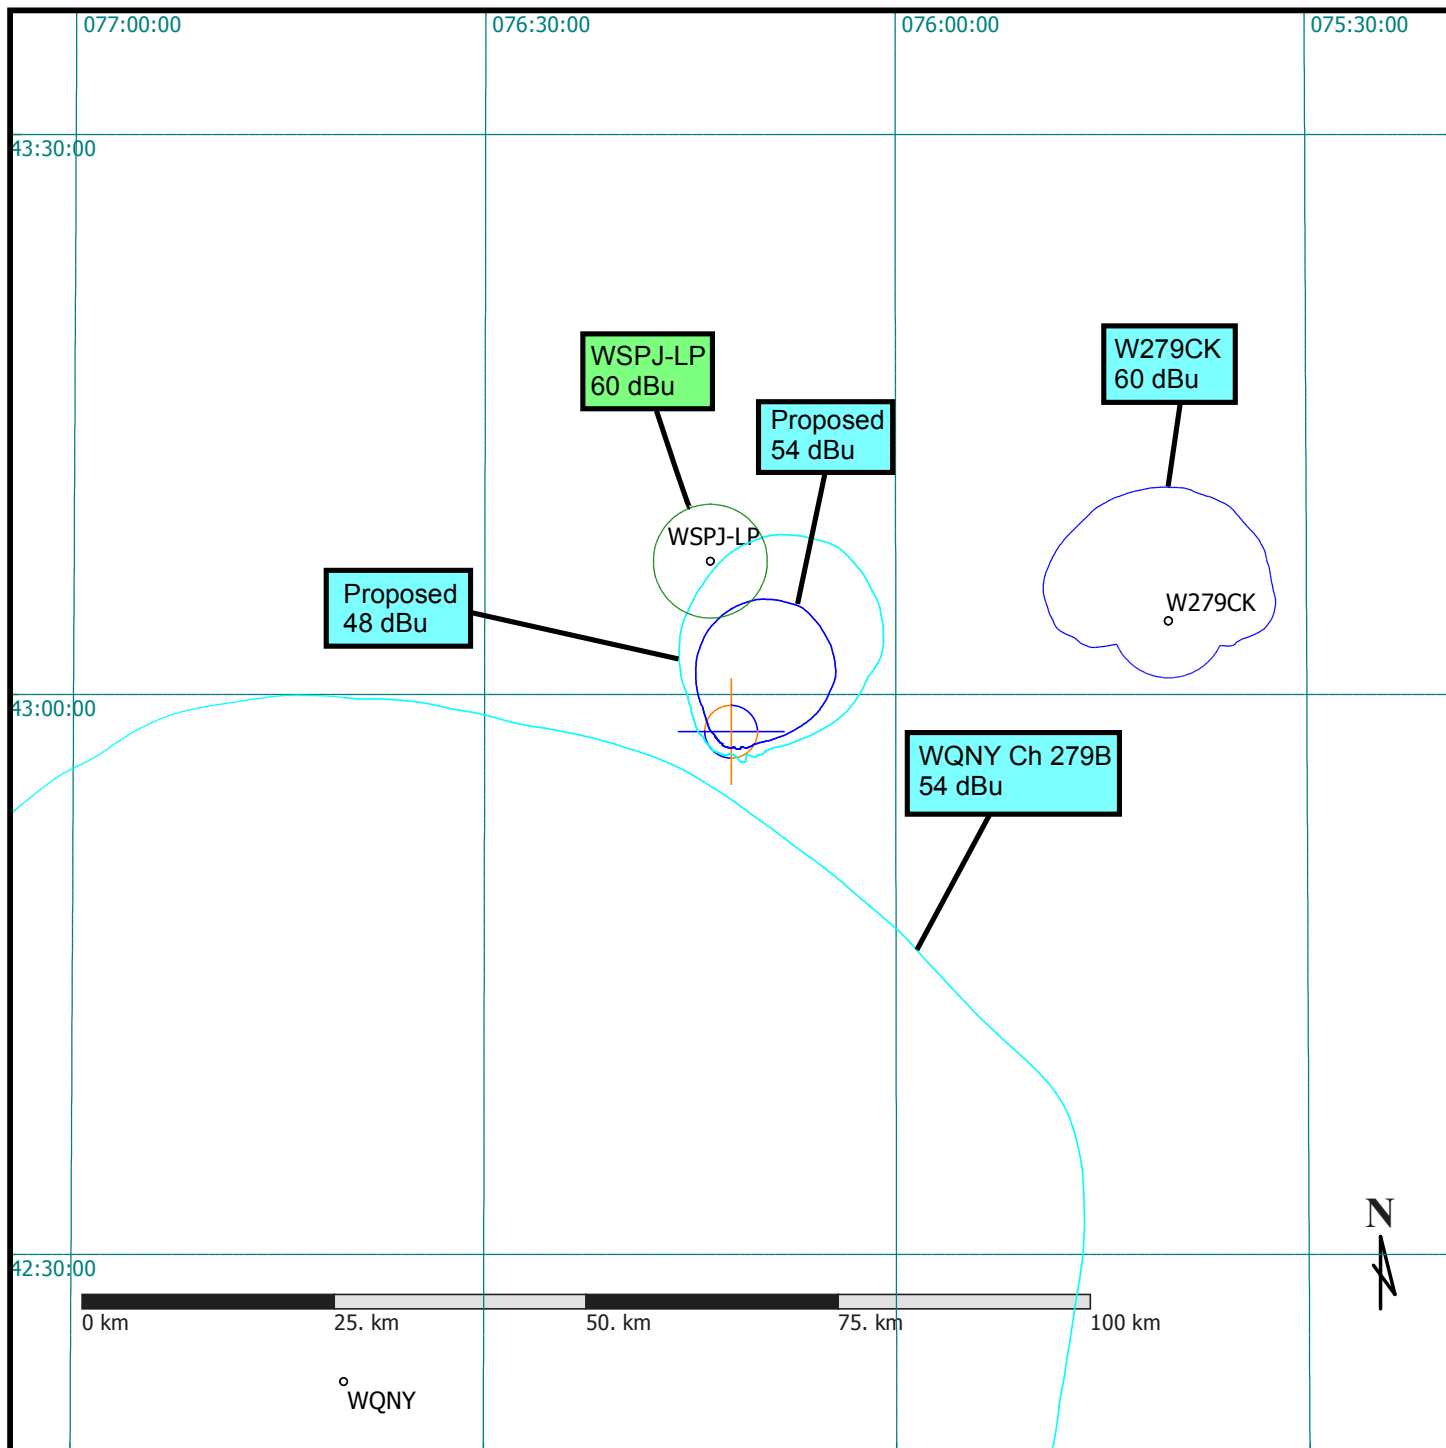 077:00:00
076:30:00
076:00:00
075:30:00
43:30:00
WSPJ-LP
60 dBu
W279CK
60 dBu
Proposed
54 dBu
WSPJ-LP
Proposed
48 dBu
W279CK
43:00:00
WQNY Ch 279B
54 dBu
N
42:30:00
0 km
25. km
50. km
75. km
100 km
WQNY